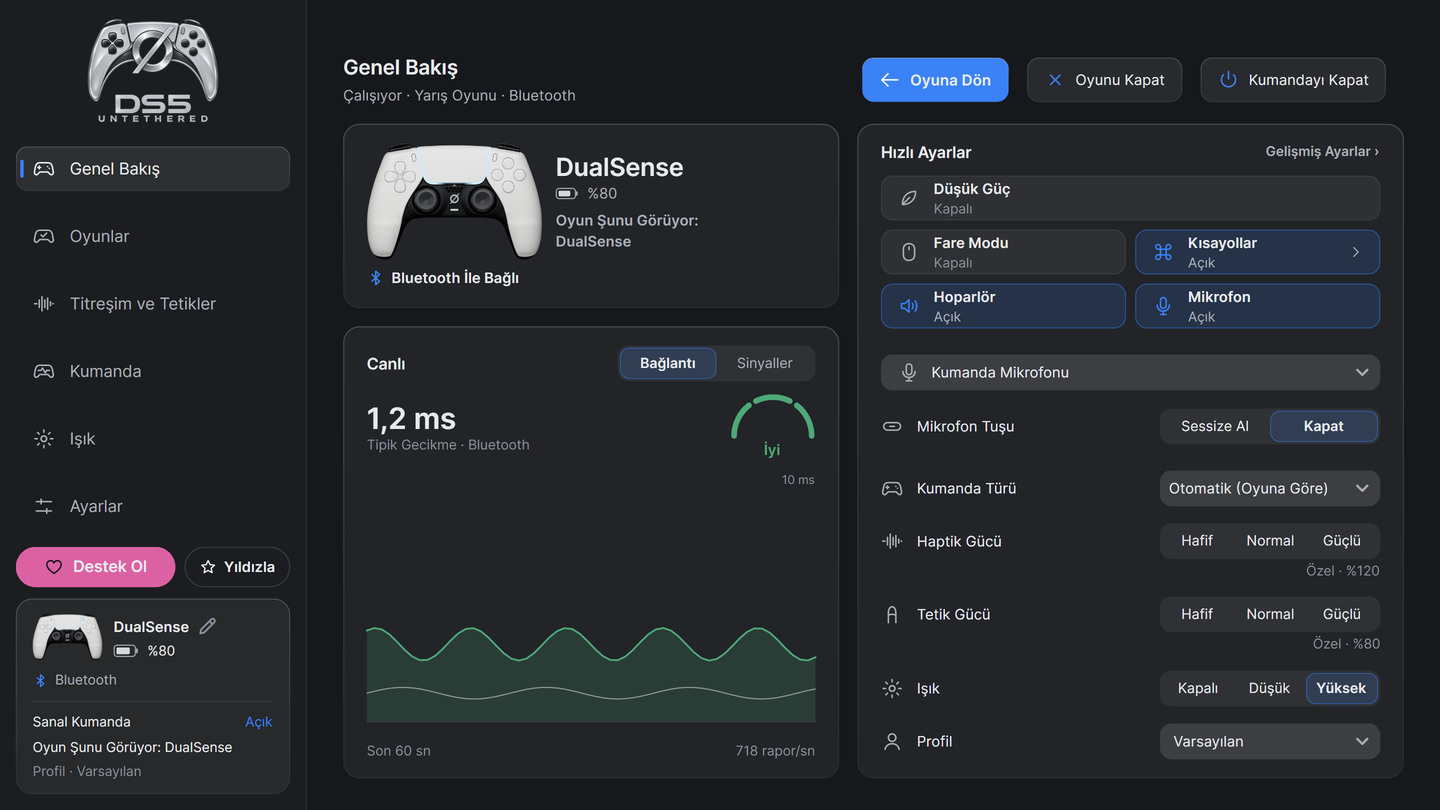 DS5
UNTETHERED
Genel Bakış
Oyunlar
Titreşim ve Tetikler
Kumanda
Işık
Ayarlar
Destek Ol
Yıldızla
DualSense
%80
Bluetooth
Sanal Kumanda Açık
Oyun Şunu Görüyor: DualSense
Profil · Varsayılan
Genel Bakış
Çalışıyor · Yarış Oyunu · Bluetooth
Oyuna Dön
Oyunu Kapat
Kumandayı Kapat
DualSense
%80
Oyun Şunu Görüyor:
DualSense
Bluetooth İle Bağlı
Canlı
Bağlantı Sinyaller
1,2 ms
Tipik Gecikme · Bluetooth
İyi
10 ms
Son 60 sn 718 rapor/sn
Hızlı Ayarlar Gelişmiş Ayarlar ›
Düşük Güç
Kapalı
Fare Modu
Kapalı
Kısayollar
Açık
Hoparlör
Açık
Mikrofon
Açık
Kumanda Mikrofonu
Mikrofon Tuşu Sessize Al Kapat
Kumanda Türü Otomatik (Oyuna Göre)
Haptik Gücü Hafif Normal Güçlü
Özel · %120
Tetik Gücü Hafif Normal Güçlü
Özel · %80
Işık Kapalı Düşük Yüksek
Profil Varsayılan